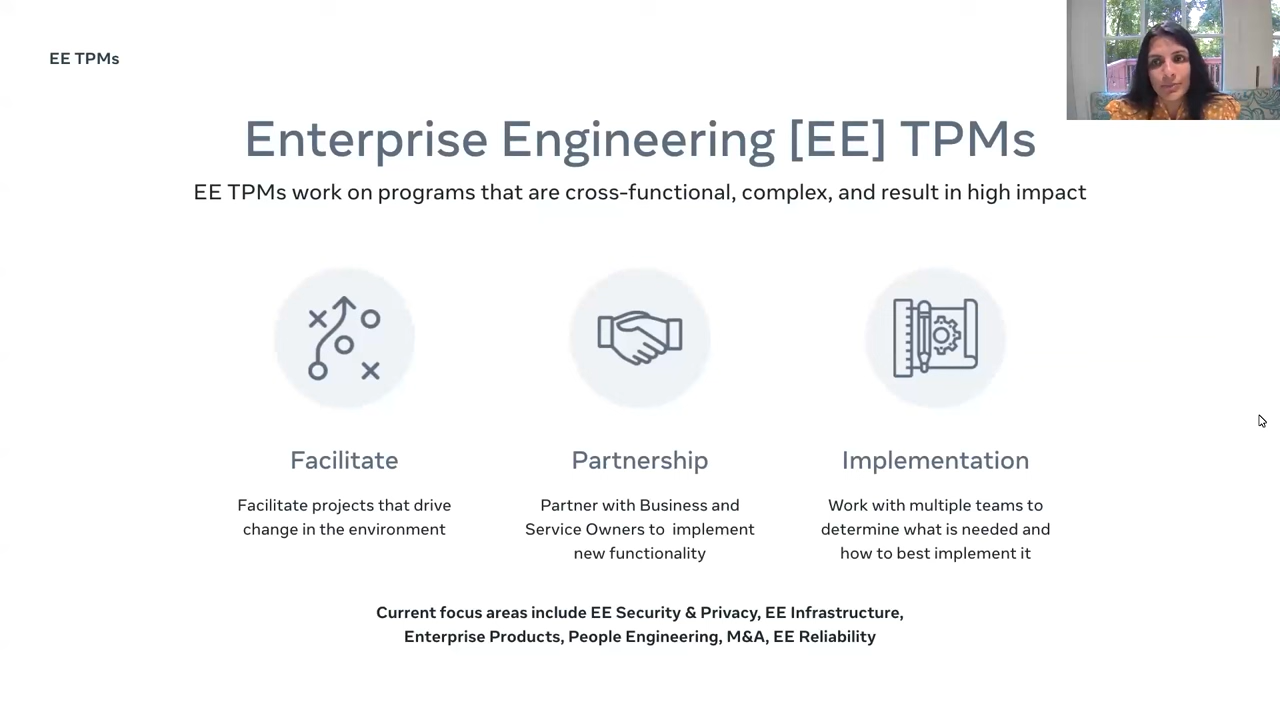 EE TPMs
Enterprise Engineering [EE] TPMs
EE TPMs work on programs that are cross-functional, complex, and result in high impact
Facilitate
Facilitate projects that drive
change in the environment
Partnership
Partner with Business and
Service Owners to  implement
new functionality
Implementation
Work with multiple teams to
determine what is needed and
how to best implement it
Current focus areas include EE Security & Privacy, EE Infrastructure,
Enterprise Products, People Engineering, M&A, EE Reliability